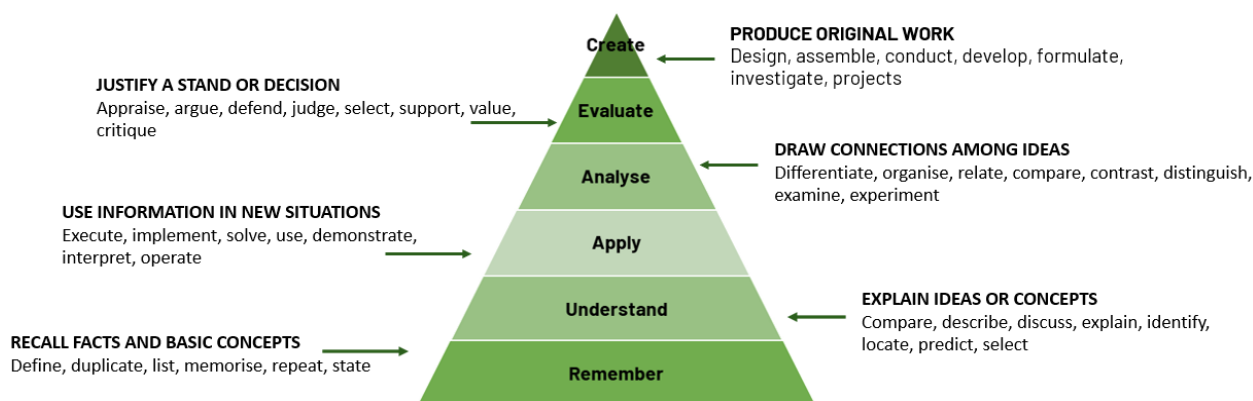 Create
PRODUCE ORIGINAL WORK
Design, assemble, conduct, develop, formulate,
investigate, projects
JUSTIFY A STAND OR DECISION
Appraise, argue, defend, judge, select, support, value,
critique
Evaluate
DRAW CONNECTIONS AMONG IDEAS
Differentiate, organise, relate, compare, contrast, distinguish,
examine, experiment
Analyse
USE INFORMATION IN NEW SITUATIONS
Execute, implement, solve, use, demonstrate,
interpret, operate
Apply
EXPLAIN IDEAS OR CONCEPTS
Compare, describe, discuss, explain, identify,
locate, predict, select
Understand
RECALL FACTS AND BASIC CONCEPTS
Define, duplicate, list, memorise, repeat, state
Remember